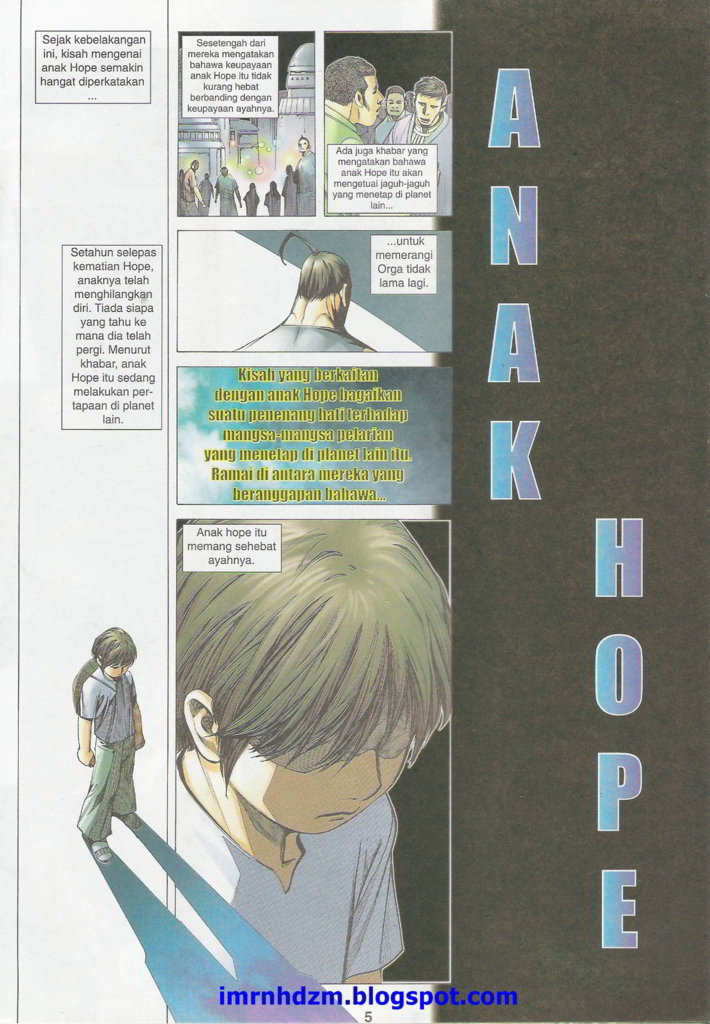 Sejak kebelakangan
ini, kisah mengenai
anak Hope semakin
hangat diperkatakan
...
Sesetengah dari
mereka mengatakan
bahawa keupayaan
anak Hope itu tidak
kurang hebat
berbanding dengan
keupayaan ayahnya.
Ada juga khabar yang
mengatakan bahawa
anak Hope itu akan
mengetuai jaguh-jaguh
yang menetap di planet
lain...
...untuk
memerangi
Orga tidak
lama lagi.
Setahun selepas
kematian Hope,
anaknya telah
menghilangkan
diri. Tiada siapa
yang tahu ke
mana dia telah
pergi. Menurut
khabar, anak
Hope itu sedang
melakukan per-
tapaan di planet
lain.
Kisah yang berkaitan
dengan anak Hope bagaikan
suatu penenang hati terhadap
mangsa-mangsa pelarian
yang menetap di planet lain itu.
Ramai di antara mereka yang
beranggapan bahawa...
Anak hope itu
memang sehebat
ayahnya.
ANAK
HOPE
imrnhdzm.blogspot.com
5